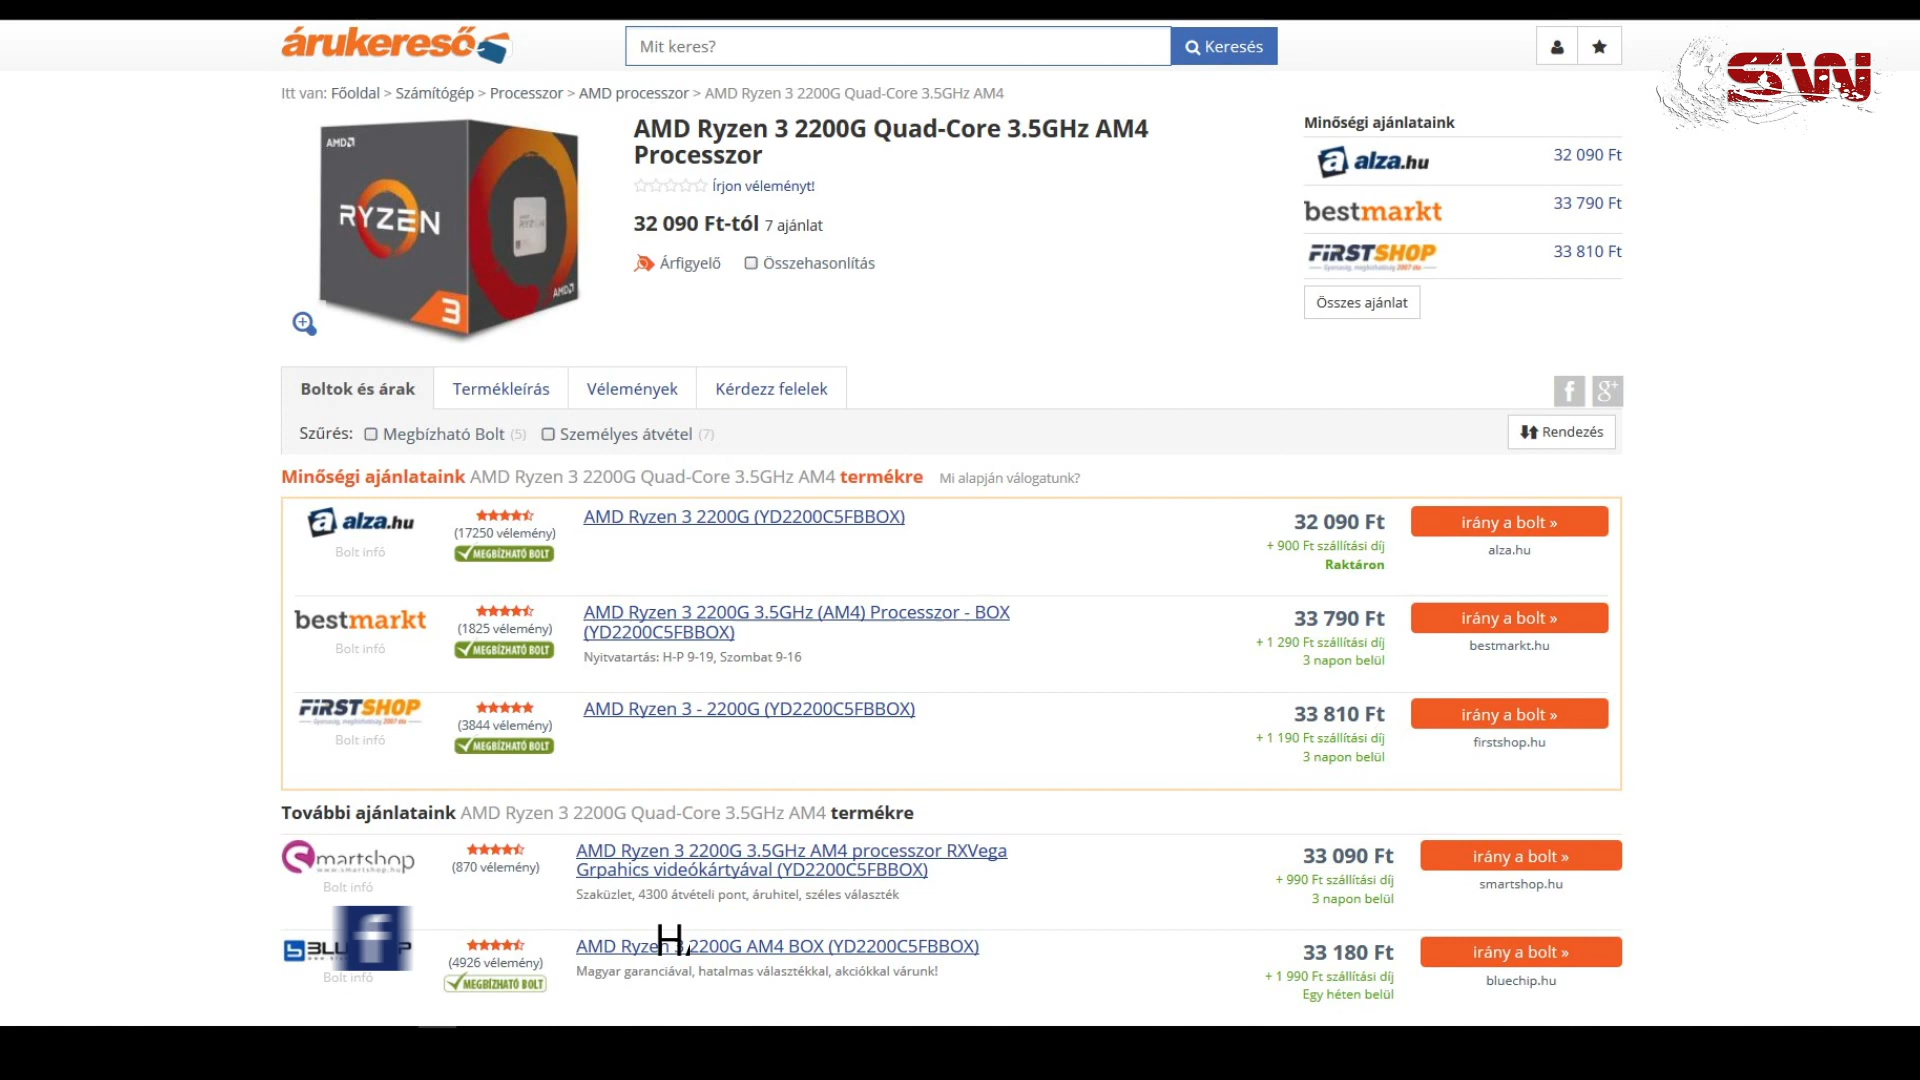 árukereső
Mit keres?
Keresés
SW
Itt van: Főoldal > Számítógép > Processzor > AMD processzor > AMD Ryzen 3 2200G Quad-Core 3.5GHz AM4
AMD
RYZEN
3
AMD
AMD Ryzen 3 2200G Quad-Core 3.5GHz AM4
Processzor
Írjon véleményt!
32 090 Ft-tól 7 ajánlat
Árfigyelő
Összehasonlítás
Minőségi ajánlataink
alza.hu 32 090 Ft
bestmarkt 33 790 Ft
FIRSTSHOP 33 810 Ft
Összes ajánlat
Boltok és árak
Termékleírás
Vélemények
Kérdezz felelek
f
g+
Szűrés: Megbízható Bolt (5) Személyes átvétel (7)
Rendezés
Minőségi ajánlataink AMD Ryzen 3 2200G Quad-Core 3.5GHz AM4 termékre Mi alapján válogatunk?
alza.hu
Bolt infó
(17250 vélemény)
MEGBÍZHATÓ BOLT
AMD Ryzen 3 2200G (YD2200C5FBBOX)
32 090 Ft
+ 900 Ft szállítási díj
Raktáron
irány a bolt »
alza.hu
bestmarkt
Bolt infó
(1825 vélemény)
MEGBÍZHATÓ BOLT
AMD Ryzen 3 2200G 3.5GHz (AM4) Processzor - BOX
(YD2200C5FBBOX)
Nyitvatartás: H-P 9-19, Szombat 9-16
33 790 Ft
+ 1 290 Ft szállítási díj
3 napon belül
irány a bolt »
bestmarkt.hu
FIRSTSHOP
Bolt infó
(3844 vélemény)
MEGBÍZHATÓ BOLT
AMD Ryzen 3 - 2200G (YD2200C5FBBOX)
33 810 Ft
+ 1 190 Ft szállítási díj
3 napon belül
irány a bolt »
firstshop.hu
További ajánlataink AMD Ryzen 3 2200G Quad-Core 3.5GHz AM4 termékre
Smartshop
www.smartshop.hu
Bolt infó
(870 vélemény)
AMD Ryzen 3 2200G 3.5GHz AM4 processzor RXVega
Grpahics videókártyával (YD2200C5FBBOX)
Szaküzlet, 4300 átvételi pont, áruhitel, széles választék
33 090 Ft
+ 990 Ft szállítási díj
3 napon belül
irány a bolt »
smartshop.hu
f
H
Bolt infó
(4926 vélemény)
MEGBÍZHATÓ BOLT
AMD Ryzen 3 2200G AM4 BOX (YD2200C5FBBOX)
Magyar garanciával, hatalmas választékkal, akciókkal várunk!
33 180 Ft
+ 1 990 Ft szállítási díj
Egy héten belül
irány a bolt »
bluechip.hu